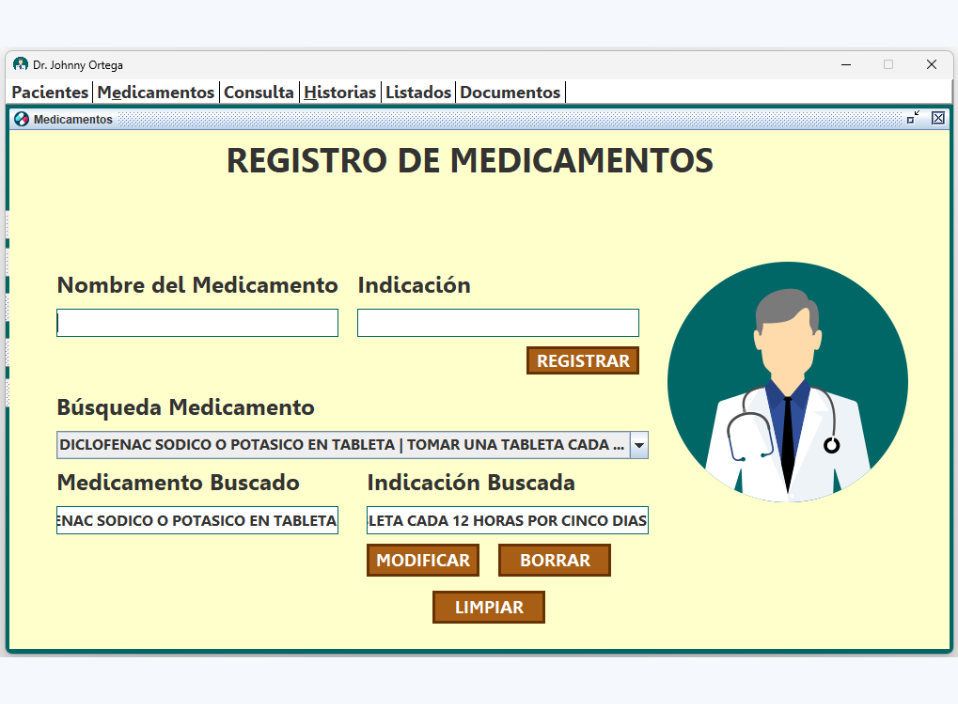 Dr. Johnny Ortega
Pacientes Medicamentos Consulta Historias Listados Documentos
Medicamentos
REGISTRO DE MEDICAMENTOS
Nombre del Medicamento Indicación
REGISTRAR
Búsqueda Medicamento
DICLOFENAC SODICO O POTASICO EN TABLETA | TOMAR UNA TABLETA CADA ...
Medicamento Buscado Indicación Buscada
ENAC SODICO O POTASICO EN TABLETA LETA CADA 12 HORAS POR CINCO DIAS
MODIFICAR BORRAR
LIMPIAR